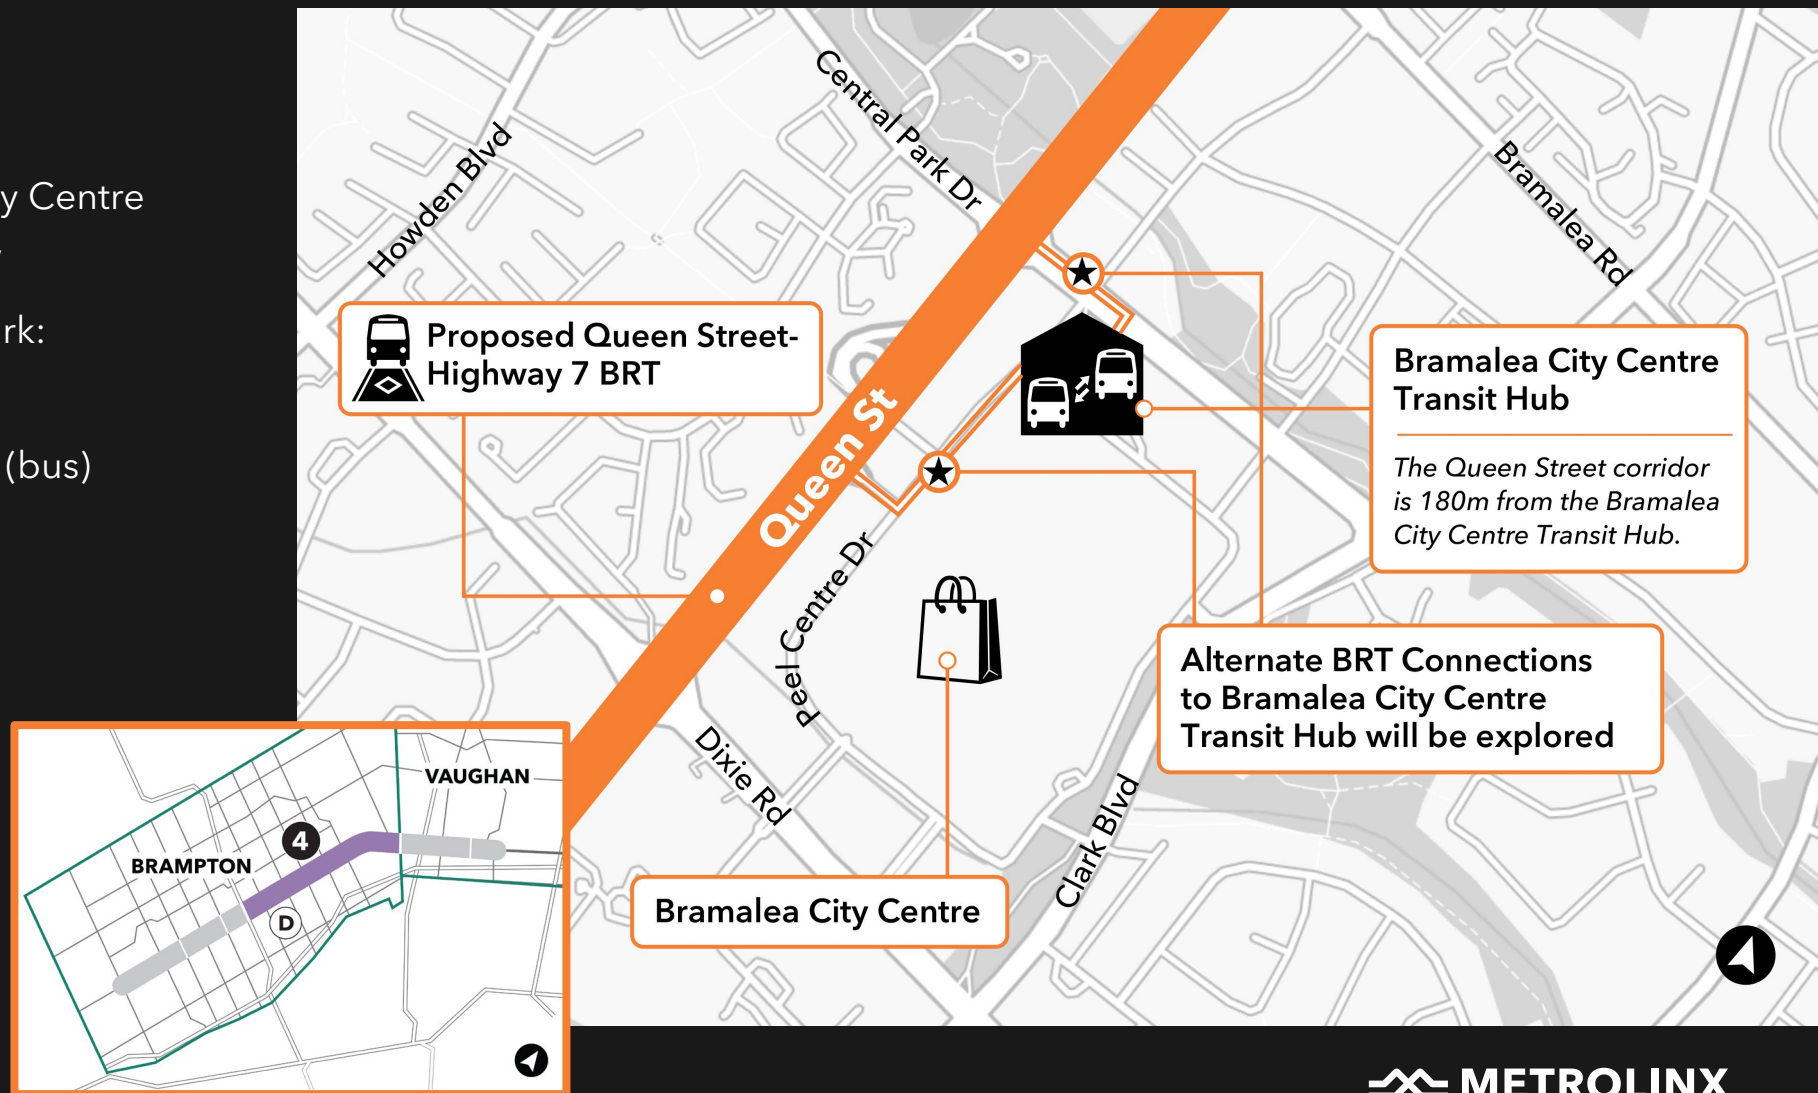 y Centre
rk:
(bus)
Howden Blvd
Central Park Dr
Bramalea Rd
Proposed Queen Street-
Highway 7 BRT
Queen St
Bramalea City Centre
Transit Hub
The Queen Street corridor
is 180m from the Bramalea
City Centre Transit Hub.
Peel Centre Dr
Alternate BRT Connections
to Bramalea City Centre
Transit Hub will be explored
Dixie Rd
Clark Blvd
Bramalea City Centre
VAUGHAN
4
BRAMPTON
D
METROLINX